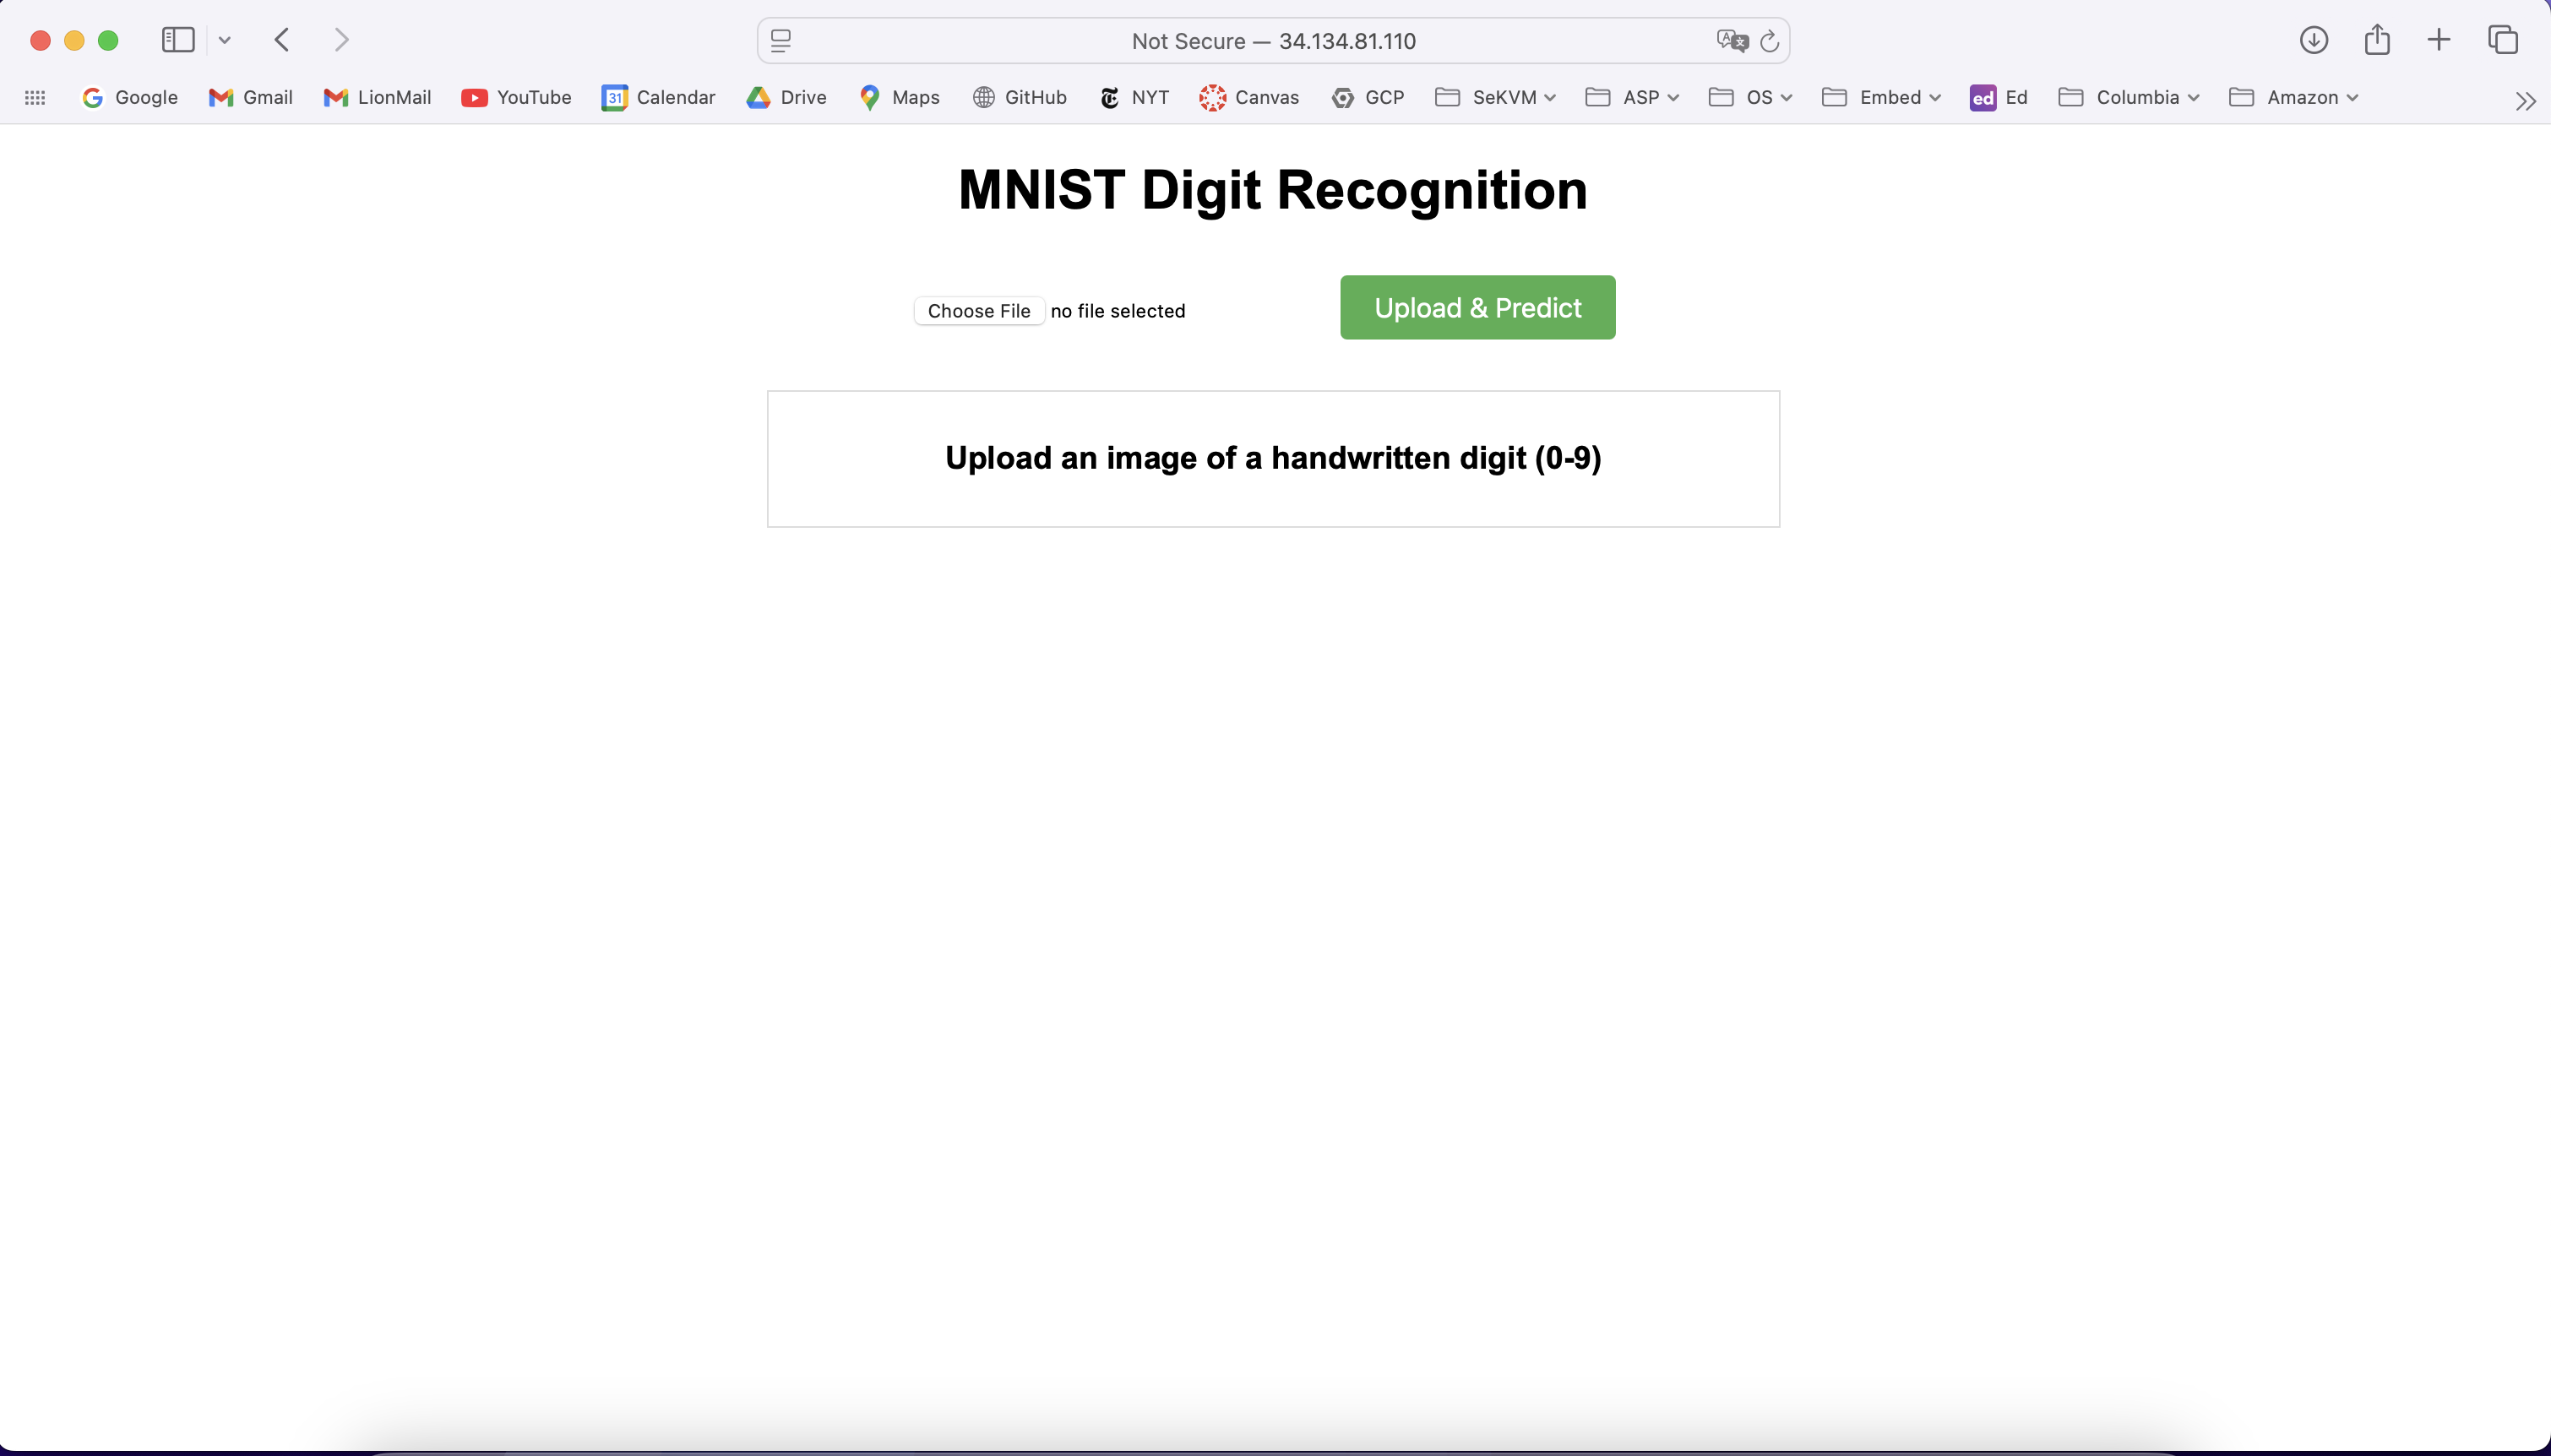 Not Secure — 34.134.81.110
Google Gmail LionMail YouTube 31 Calendar Drive Maps GitHub NYT Canvas GCP SeKVM ASP OS Embed ed Ed Columbia Amazon
MNIST Digit Recognition
Choose File no file selected Upload & Predict
Upload an image of a handwritten digit (0-9)